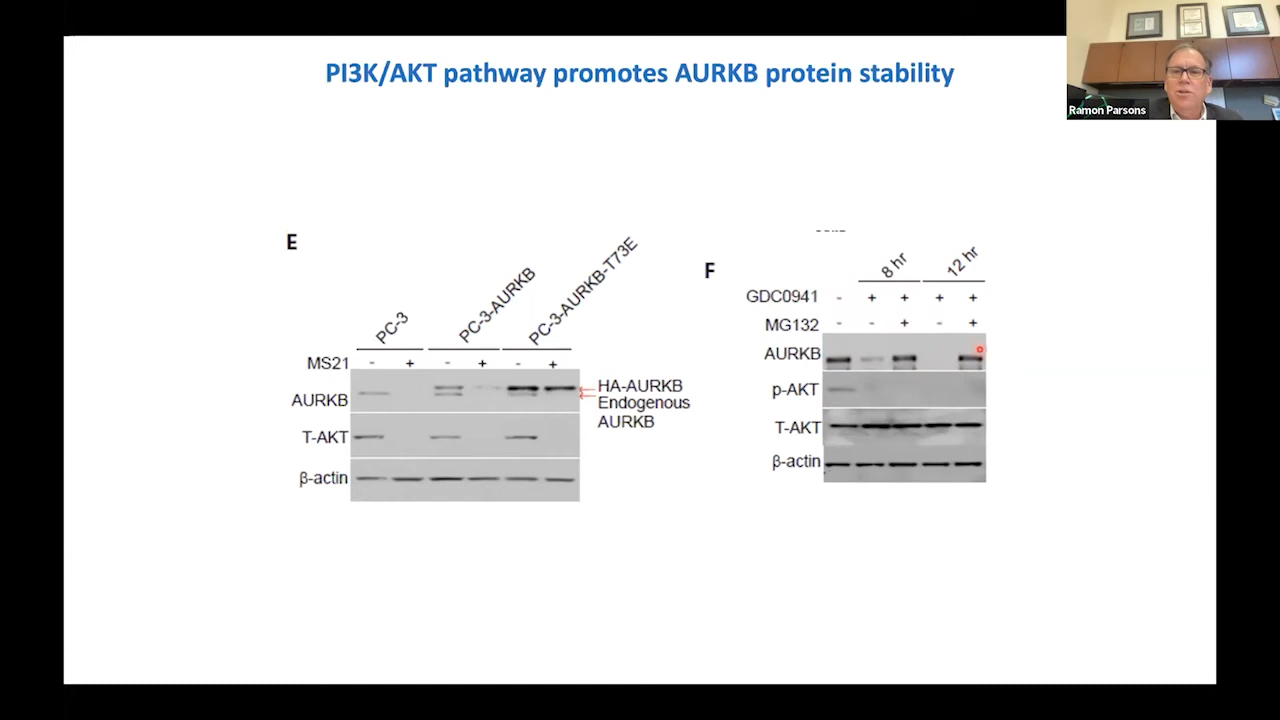 PI3K/AKT pathway promotes AURKB protein stability
Ramon Parsons
E
PC-3
PC-3-AURKB
PC-3-AURKB-T73E
MS21 - + - + - +
AURKB
HA-AURKB
Endogenous
AURKB
T-AKT
β-actin
F
8 hr
12 hr
GDC0941 - + + + +
MG132 - - + - +
AURKB
p-AKT
T-AKT
β-actin